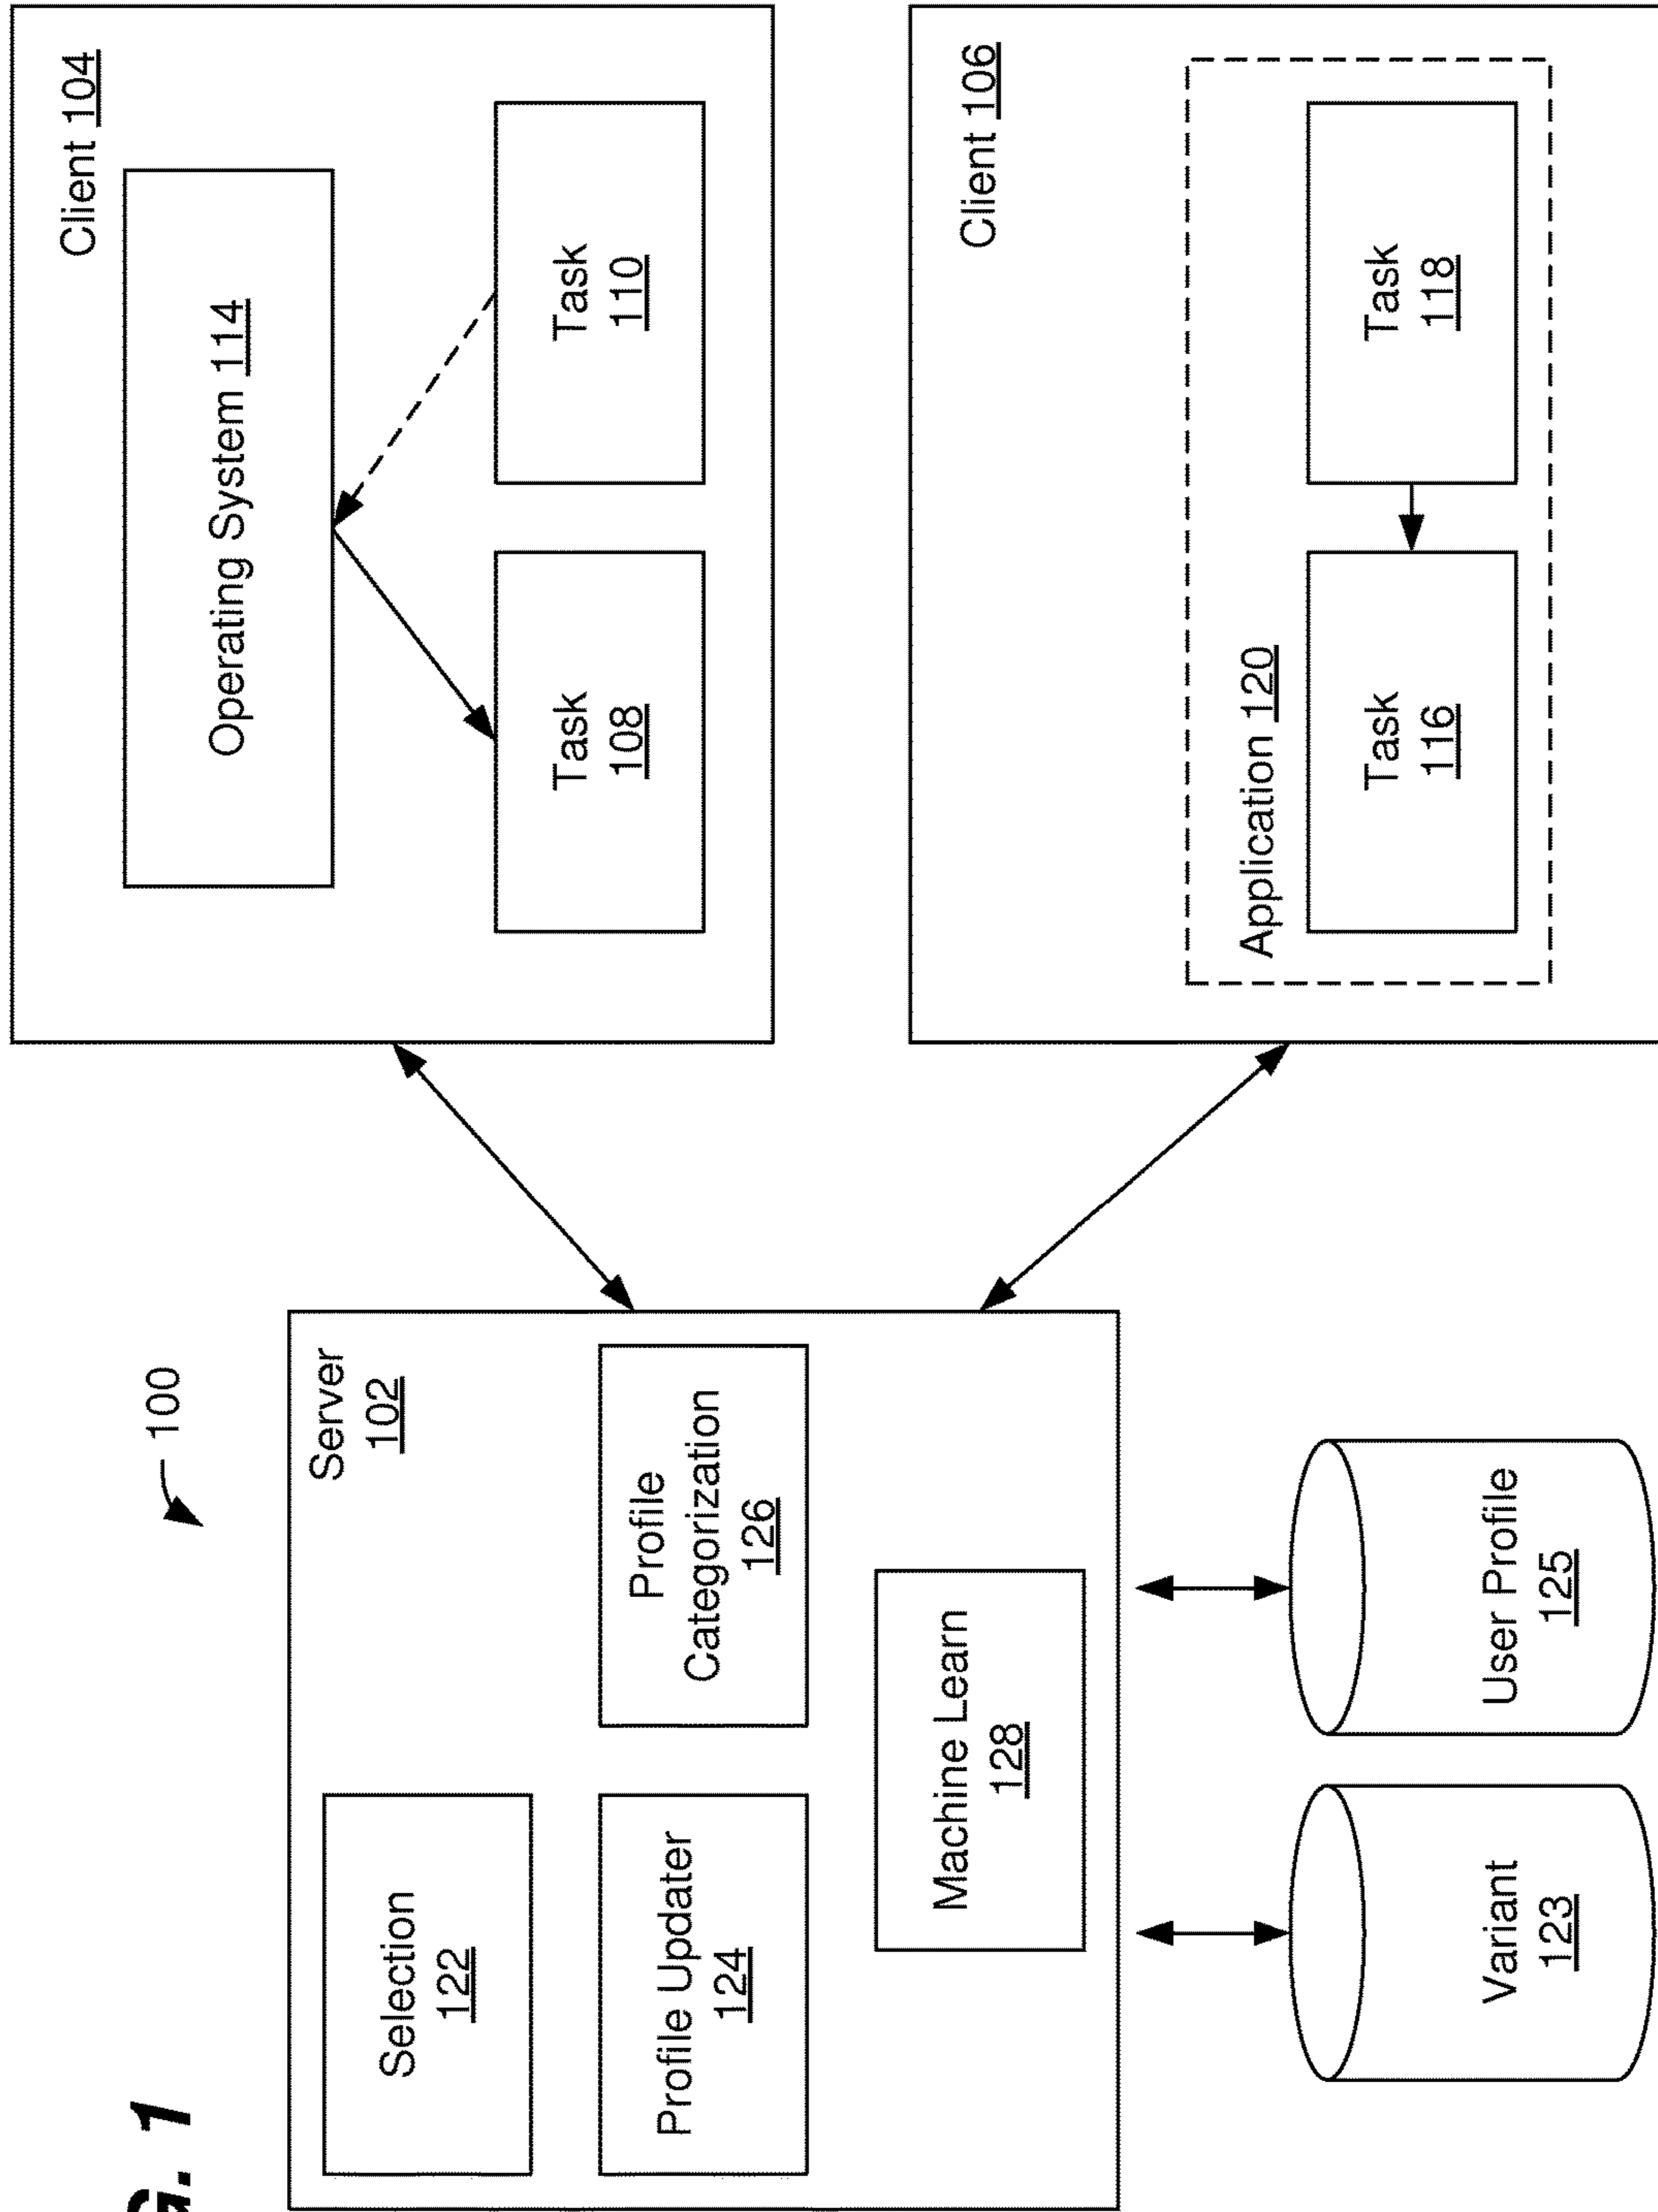 G. 1
100
Server
102
Selection
122
Profile Updater
124
Profile
Categorization
126
Machine Learn
128
Variant
123
User Profile
125
Client 104
Operating System 114
Task
108
Task
110
Client 106
Application 120
Task
116
Task
118